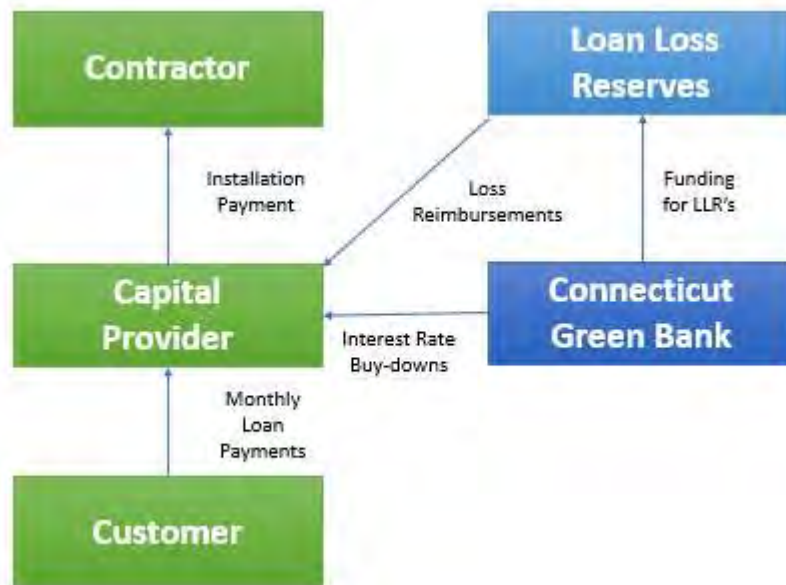 Contractor
Loan Loss
Reserves
Installation
Payment
Loss
Reimbursements
Funding
for LLR's
Capital
Provider
Connecticut
Green Bank
Interest Rate
Buy-downs
Monthly
Loan
Payments
Customer